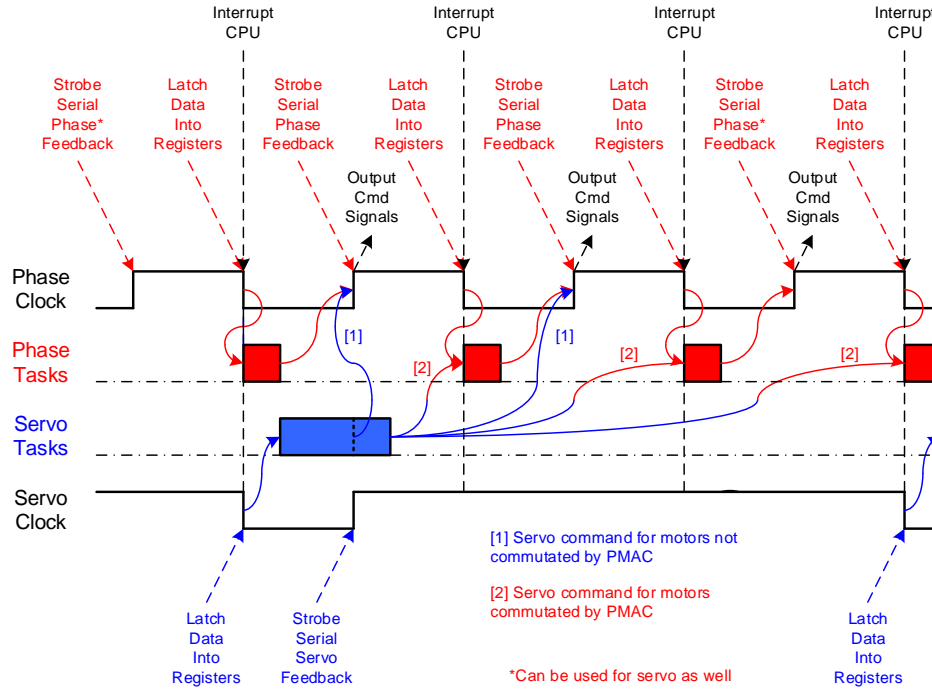 Interrupt
CPU
Interrupt
CPU
Interrupt
CPU
Interrupt
CPU
Strobe
Serial
Phase*
Feedback
Latch
Data
Into
Registers
Strobe
Serial
Phase
Feedback
Latch
Data
Into
Registers
Strobe
Serial
Phase
Feedback
Latch
Data
Into
Registers
Strobe
Serial
Phase*
Feedback
Latch
Data
Into
Registers
Output
Cmd
Signals
Output
Cmd
Signals
Output
Cmd
Signals
Phase
Clock
[1]
[1]
Phase
Tasks
[2]
[2]
[2]
Servo
Tasks
Servo
Clock
[1] Servo command for motors not
commutated by PMAC
[2] Servo command for motors
commutated by PMAC
Latch
Data
Into
Registers
Strobe
Serial
Servo
Feedback
Latch
Data
Into
Registers
*Can be used for servo as well